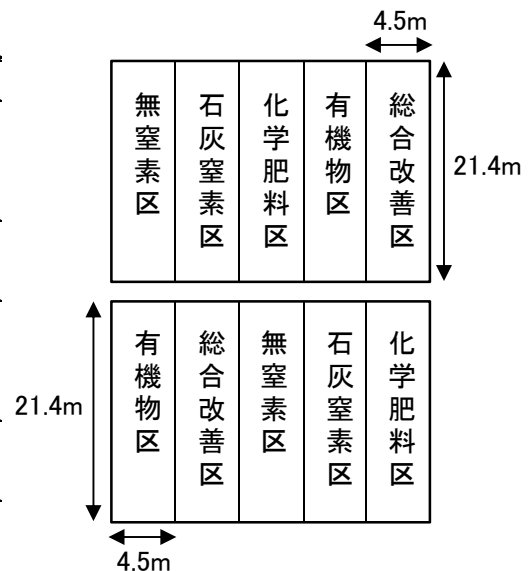 4.5m
無窒素区
石灰窒素区
化学肥料区
有機物区
総合改善区
21.4m
有機物区
総合改善区
無窒素区
石灰窒素区
化学肥料区
21.4m
4.5m